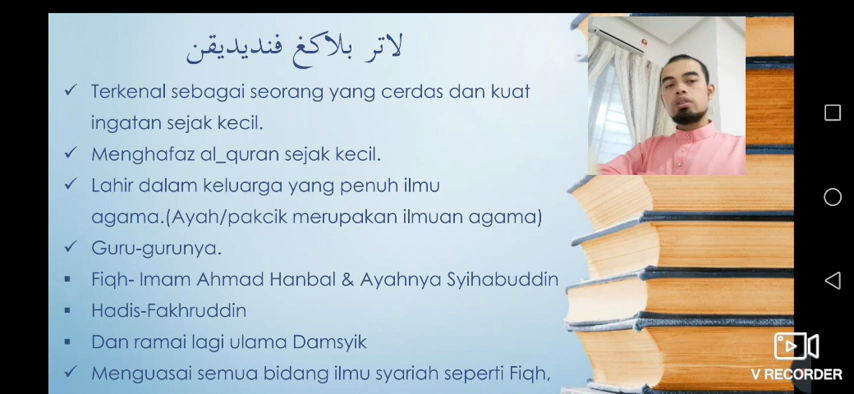 لاتر بلاكڠ فنديديقن
✓ Terkenal sebagai seorang yang cerdas dan kuat
ingatan sejak kecil.
✓ Menghafaz al_quran sejak kecil.
✓ Lahir dalam keluarga yang penuh ilmu
agama.(Ayah/pakcik merupakan ilmuan agama)
✓ Guru-gurunya.
▪ Fiqh- Imam Ahmad Hanbal & Ayahnya Syihabuddin
▪ Hadis-Fakhruddin
▪ Dan ramai lagi ulama Damsyik
✓ Menguasai semua bidang ilmu syariah seperti Fiqh,
V RECORDER